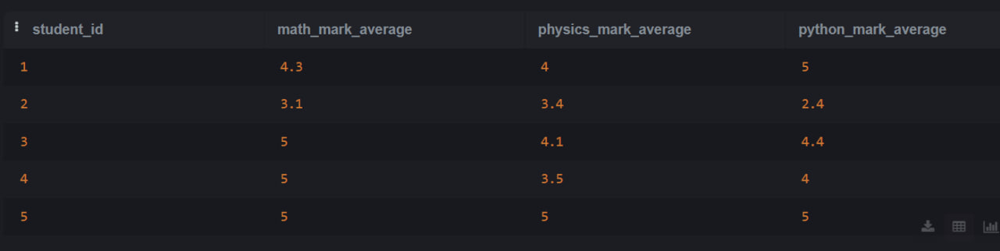 student_id math_mark_average physics_mark_average python_mark_average
1 4.3 4 5
2 3.1 3.4 2.4
3 5 4.1 4.4
4 5 3.5 4
5 5 5 5